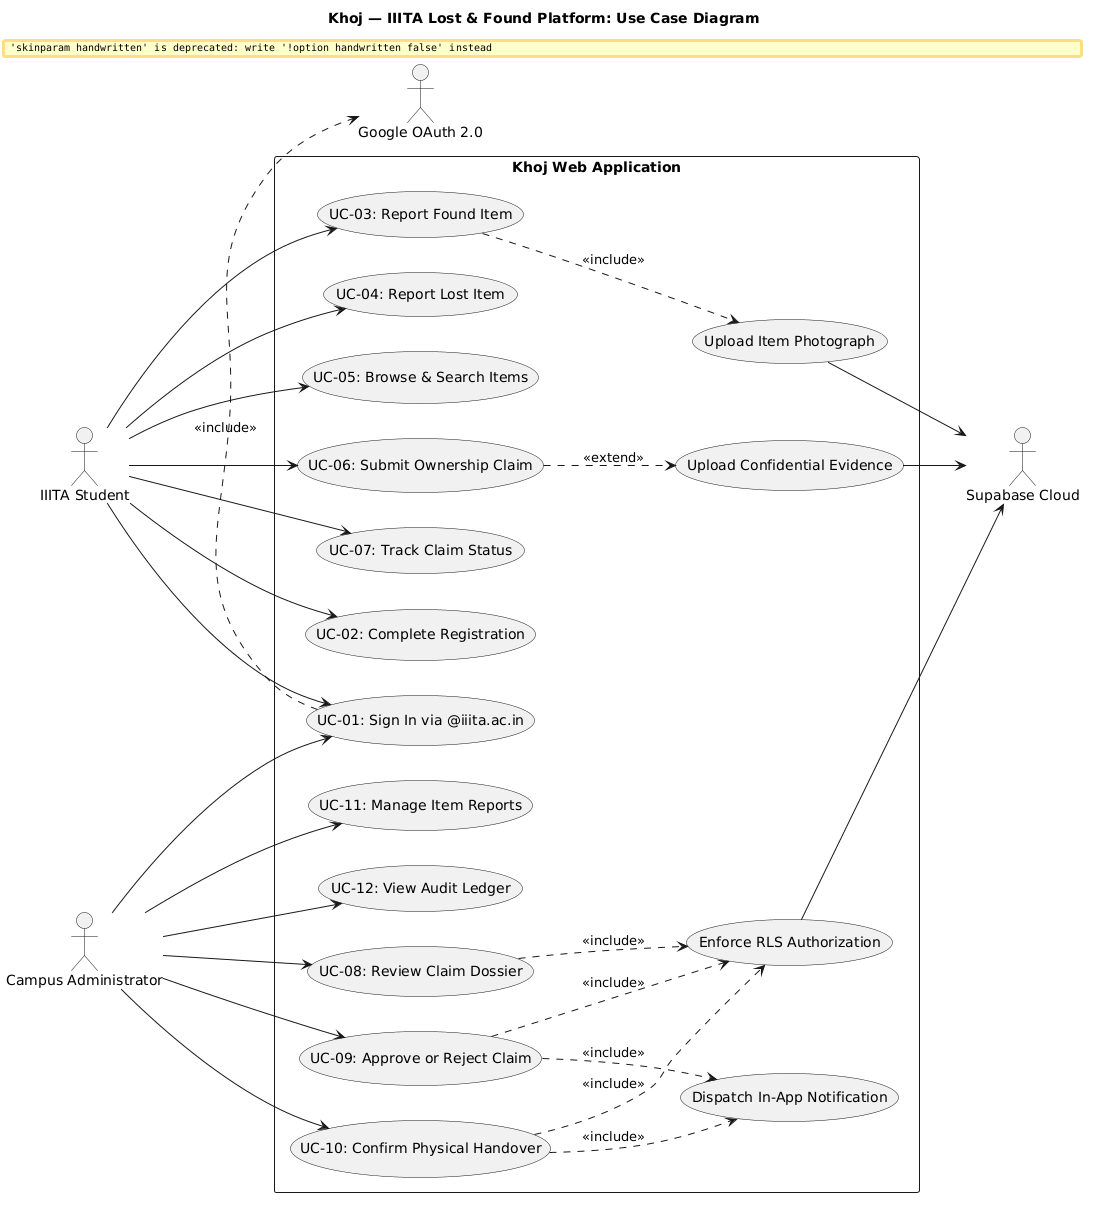 Khoj — IIITA Lost & Found Platform: Use Case Diagram
'skinparam handwritten' is deprecated: write '!option handwritten false' instead
Google OAuth 2.0
Khoj Web Application
UC-03: Report Found Item
«include»
UC-04: Report Lost Item
Upload Item Photograph
UC-05: Browse & Search Items
«include»
IIITA Student
UC-06: Submit Ownership Claim
«extend»
Upload Confidential Evidence
Supabase Cloud
UC-07: Track Claim Status
UC-02: Complete Registration
UC-01: Sign In via @iiita.ac.in
UC-11: Manage Item Reports
UC-12: View Audit Ledger
Campus Administrator
«include»
Enforce RLS Authorization
UC-08: Review Claim Dossier
«include»
UC-09: Approve or Reject Claim
«include»
«include»
Dispatch In-App Notification
«include»
UC-10: Confirm Physical Handover